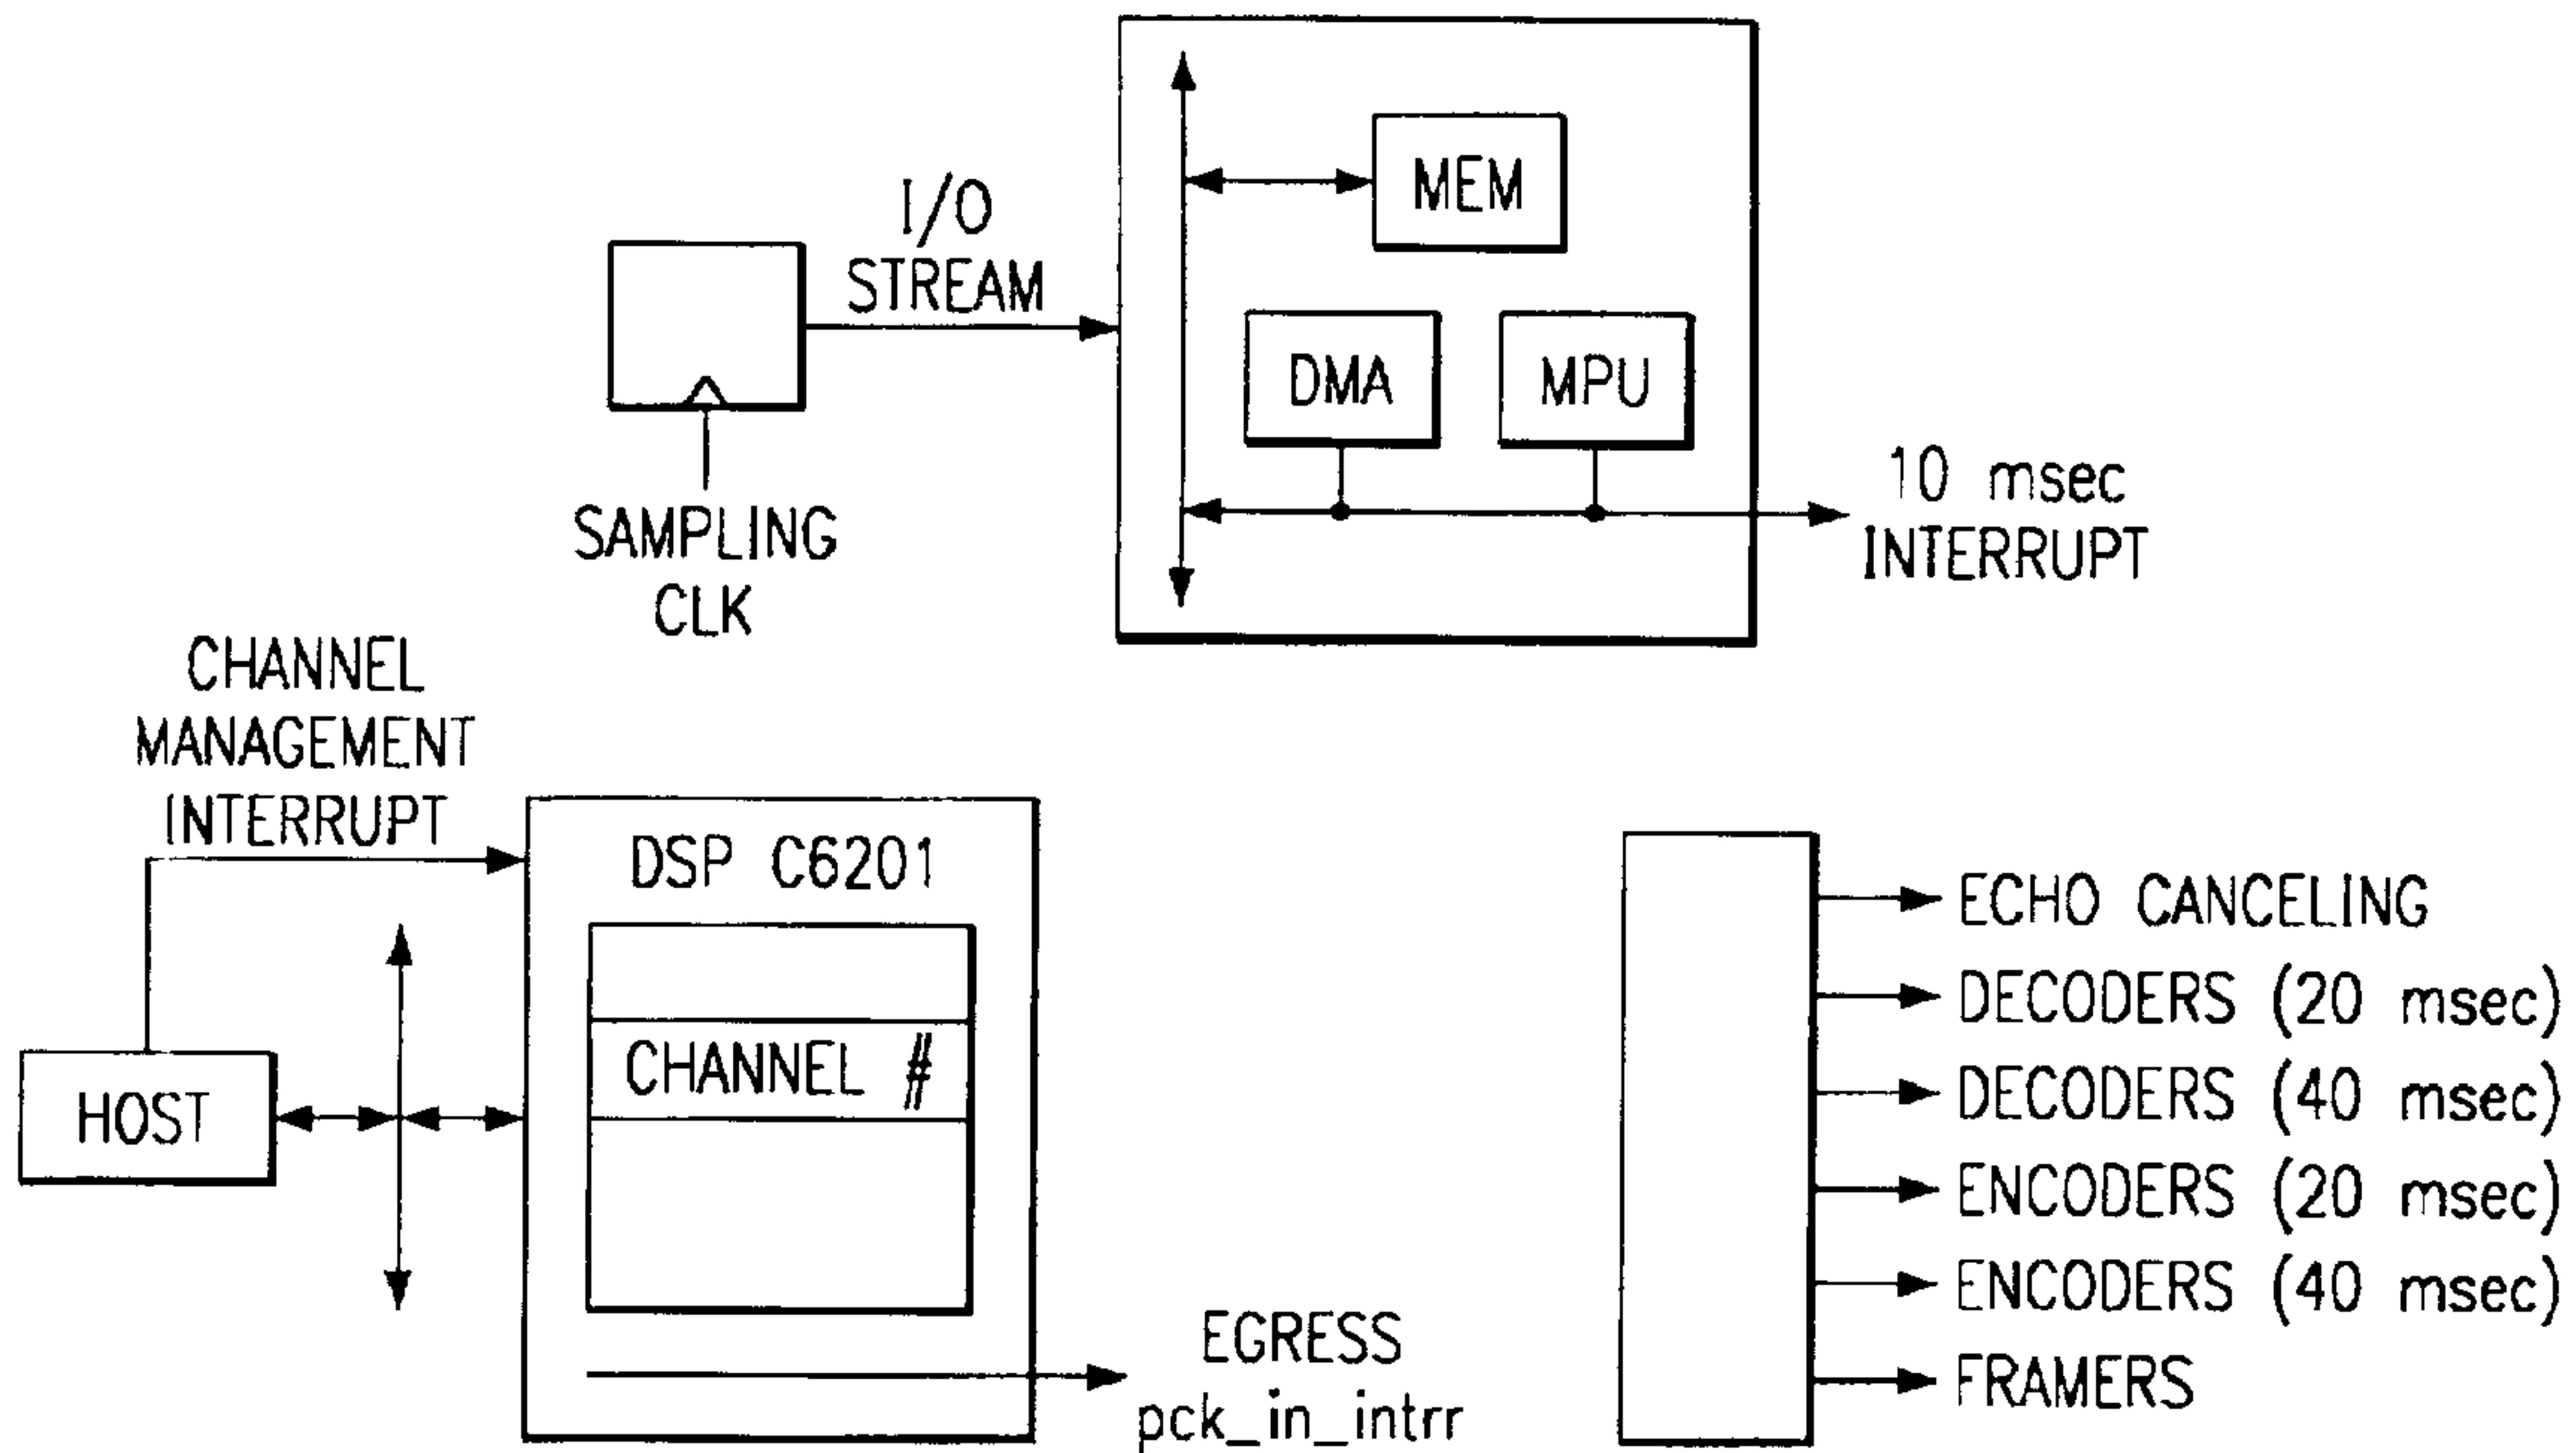 I/O
STREAM
MEM
DMA
MPU
10 msec
INTERRUPT
SAMPLING
CLK
CHANNEL
MANAGEMENT
INTERRUPT
DSP C6201
CHANNEL #
HOST
EGRESS
pck_in_intrr
ECHO CANCELING
DECODERS (20 msec)
DECODERS (40 msec)
ENCODERS (20 msec)
ENCODERS (40 msec)
FRAMERS